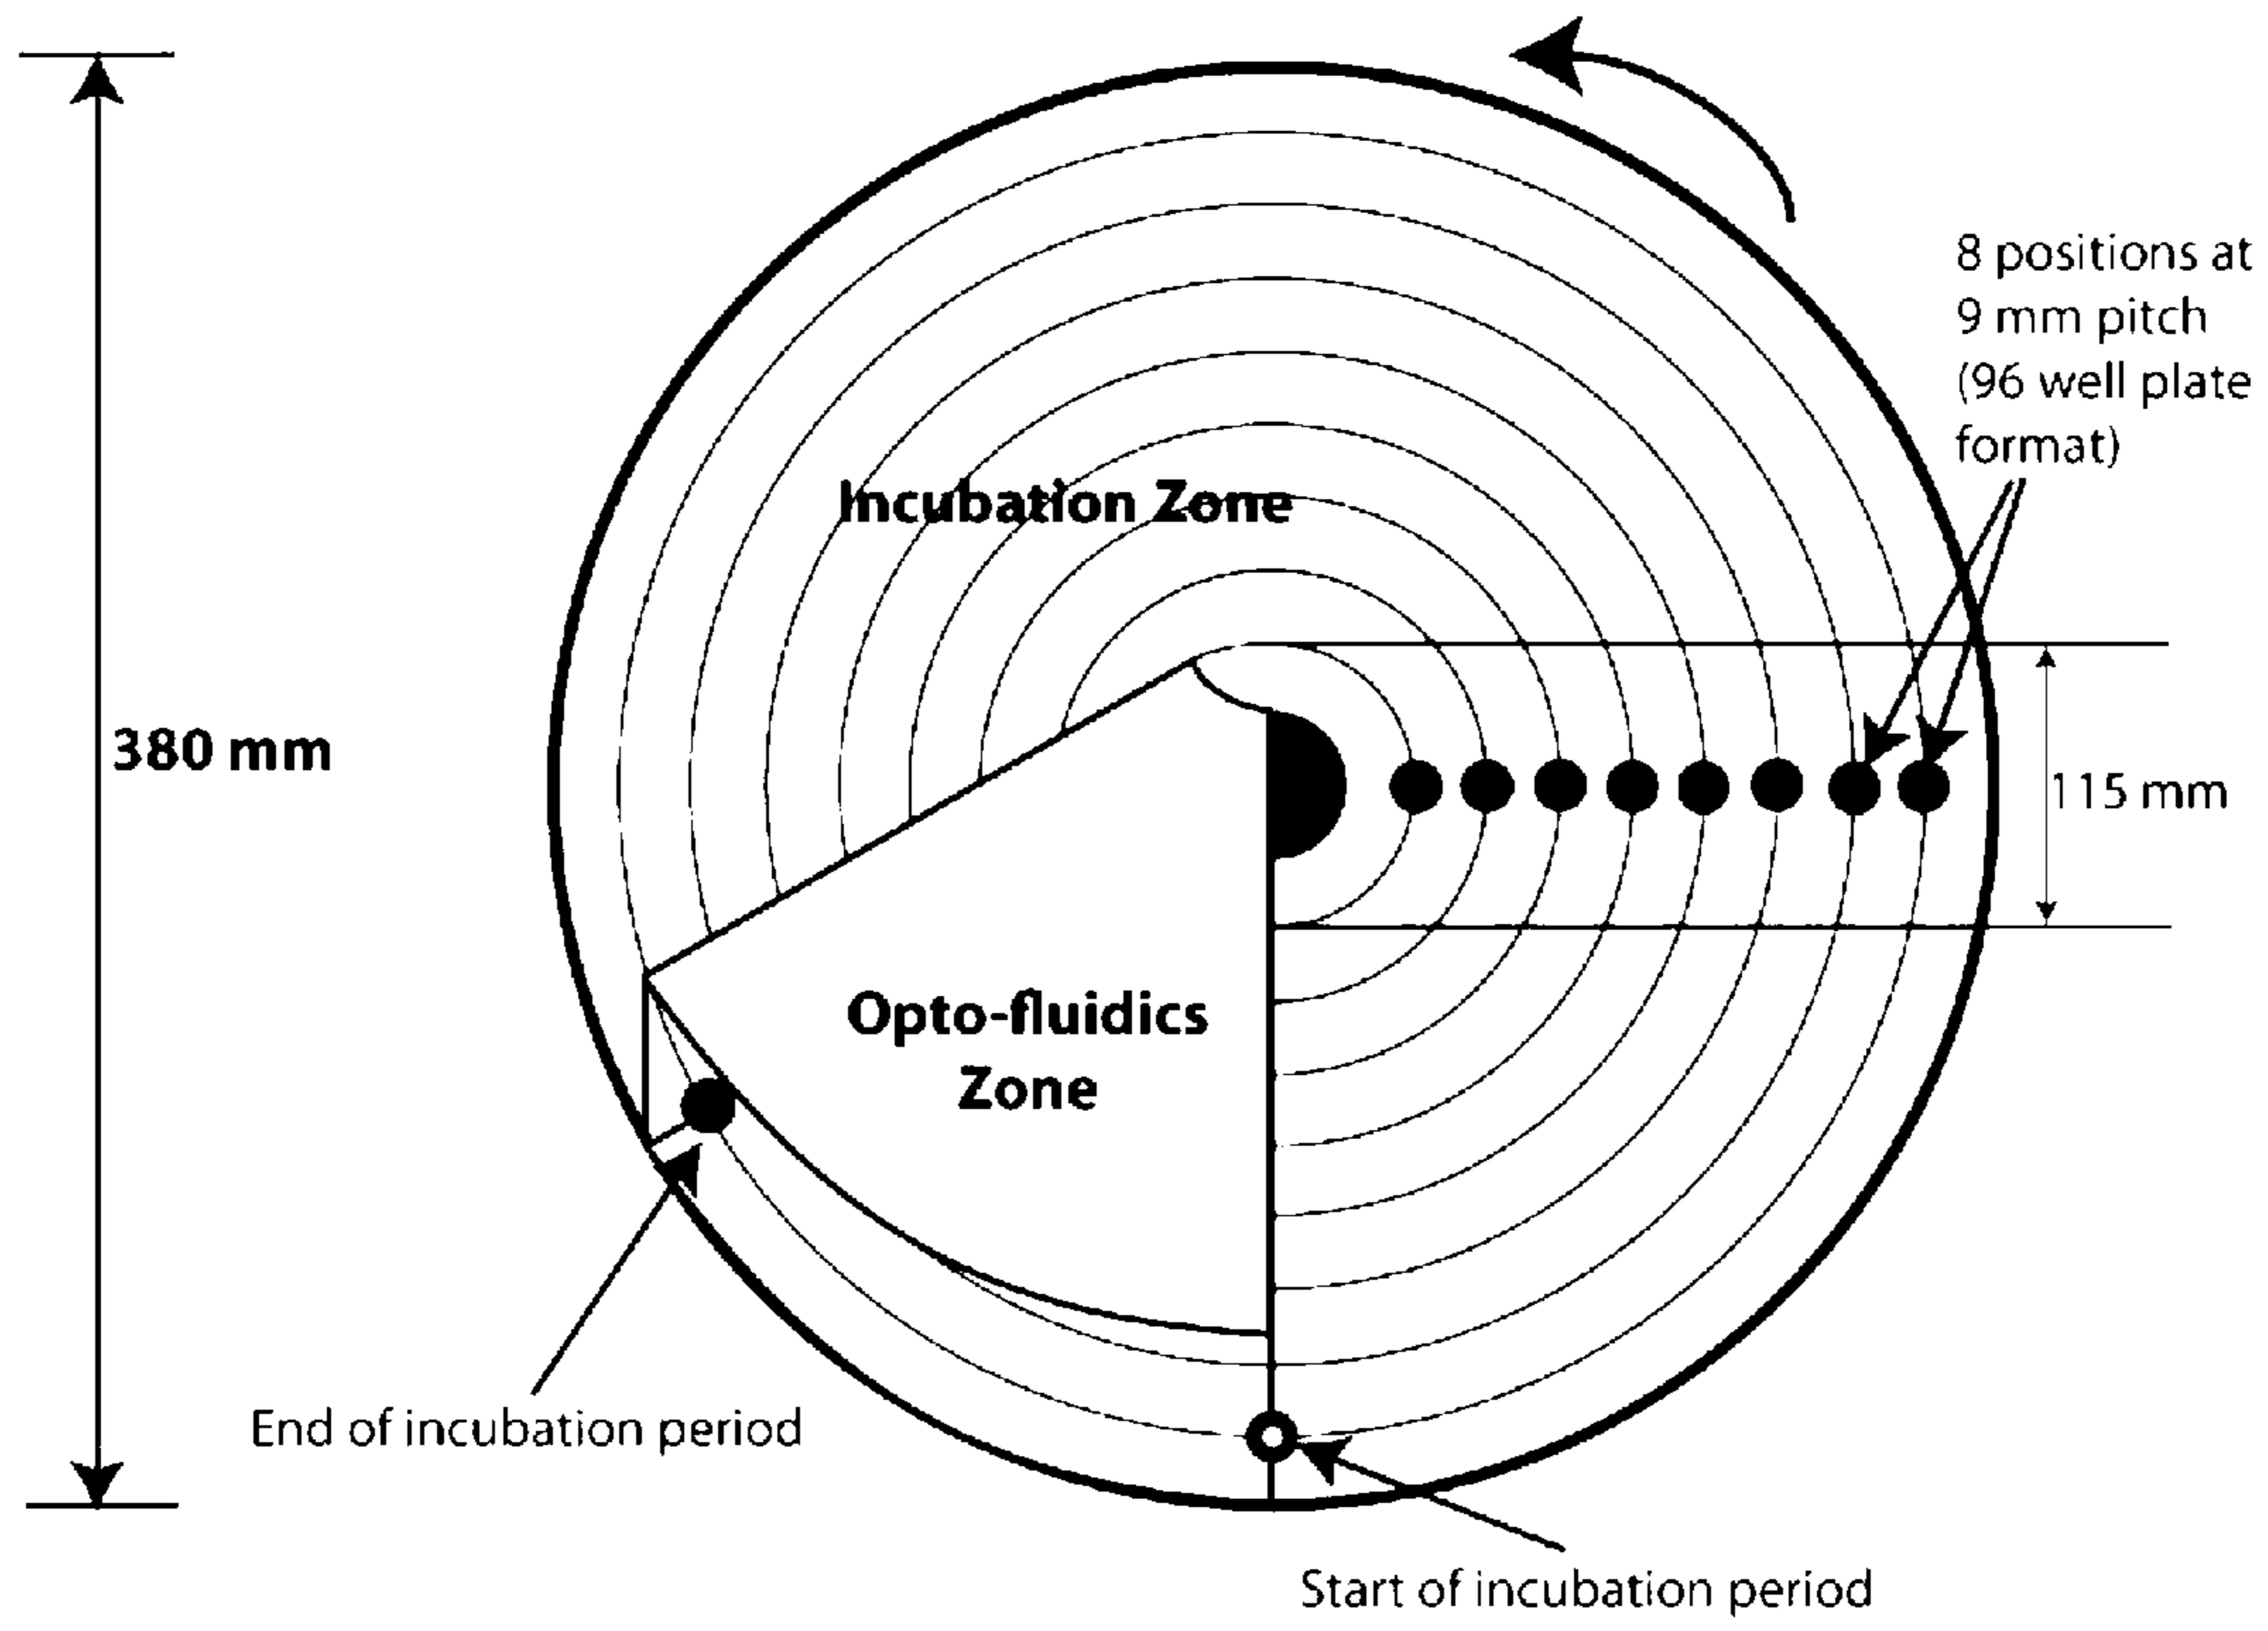 8 positions at
9 mm pitch
(96 well plate
format)
Incubation Zone
380 mm
115 mm
Opto-fluidics
Zone
End of incubation period
Start of incubation period